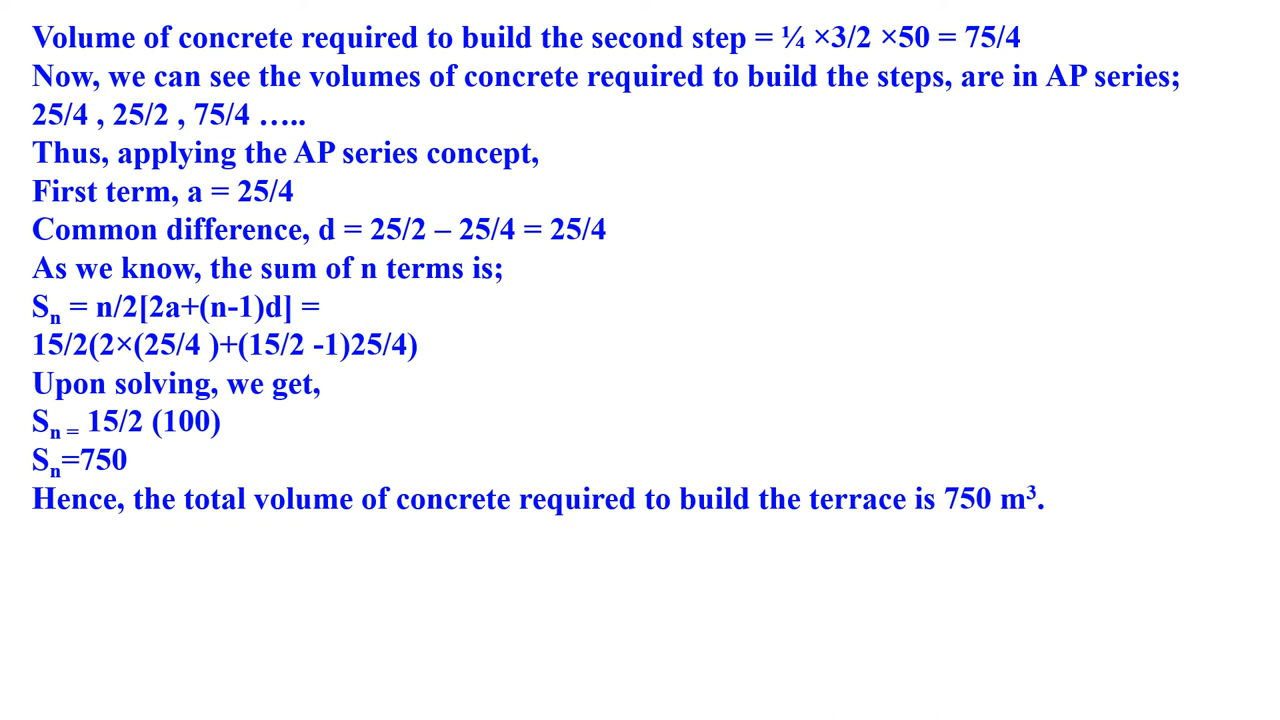 Volume of concrete required to build the second step = ¼ ×3/2 ×50 = 75/4
Now, we can see the volumes of concrete required to build the steps, are in AP series;
25/4 , 25/2 , 75/4 …..
Thus, applying the AP series concept,
First term, a = 25/4
Common difference, d = 25/2 – 25/4 = 25/4
As we know, the sum of n terms is;
Sₙ = n/2[2a+(n-1)d] =
15/2(2×(25/4 )+(15/2 -1)25/4)
Upon solving, we get,
Sₙ ₌ 15/2 (100)
Sₙ=750
Hence, the total volume of concrete required to build the terrace is 750 m³.